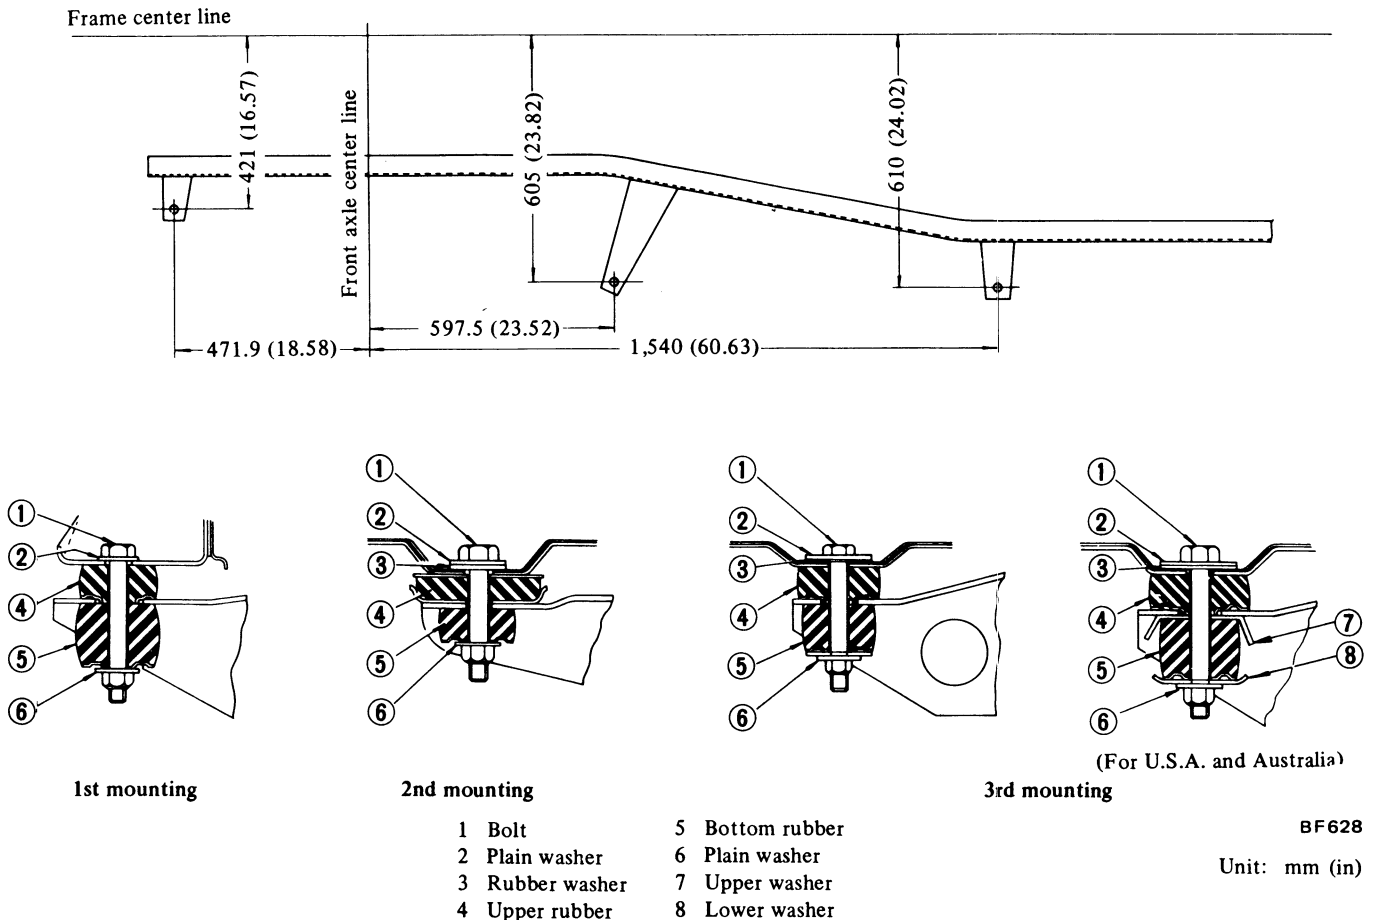 Frame center line
421 (16.57)
Front axle center line
605 (23.82)
610 (24.02)
597.5 (23.52)
471.9 (18.58)
1,540 (60.63)
1
2
4
5
6
1
2
3
4
5
6
1
2
3
4
5
6
1
2
3
4
5
6
7
8
(For U.S.A. and Australia)
1st mounting
2nd mounting
3rd mounting
1 Bolt
2 Plain washer
3 Rubber washer
4 Upper rubber
5 Bottom rubber
6 Plain washer
7 Upper washer
8 Lower washer
BF628
Unit: mm (in)